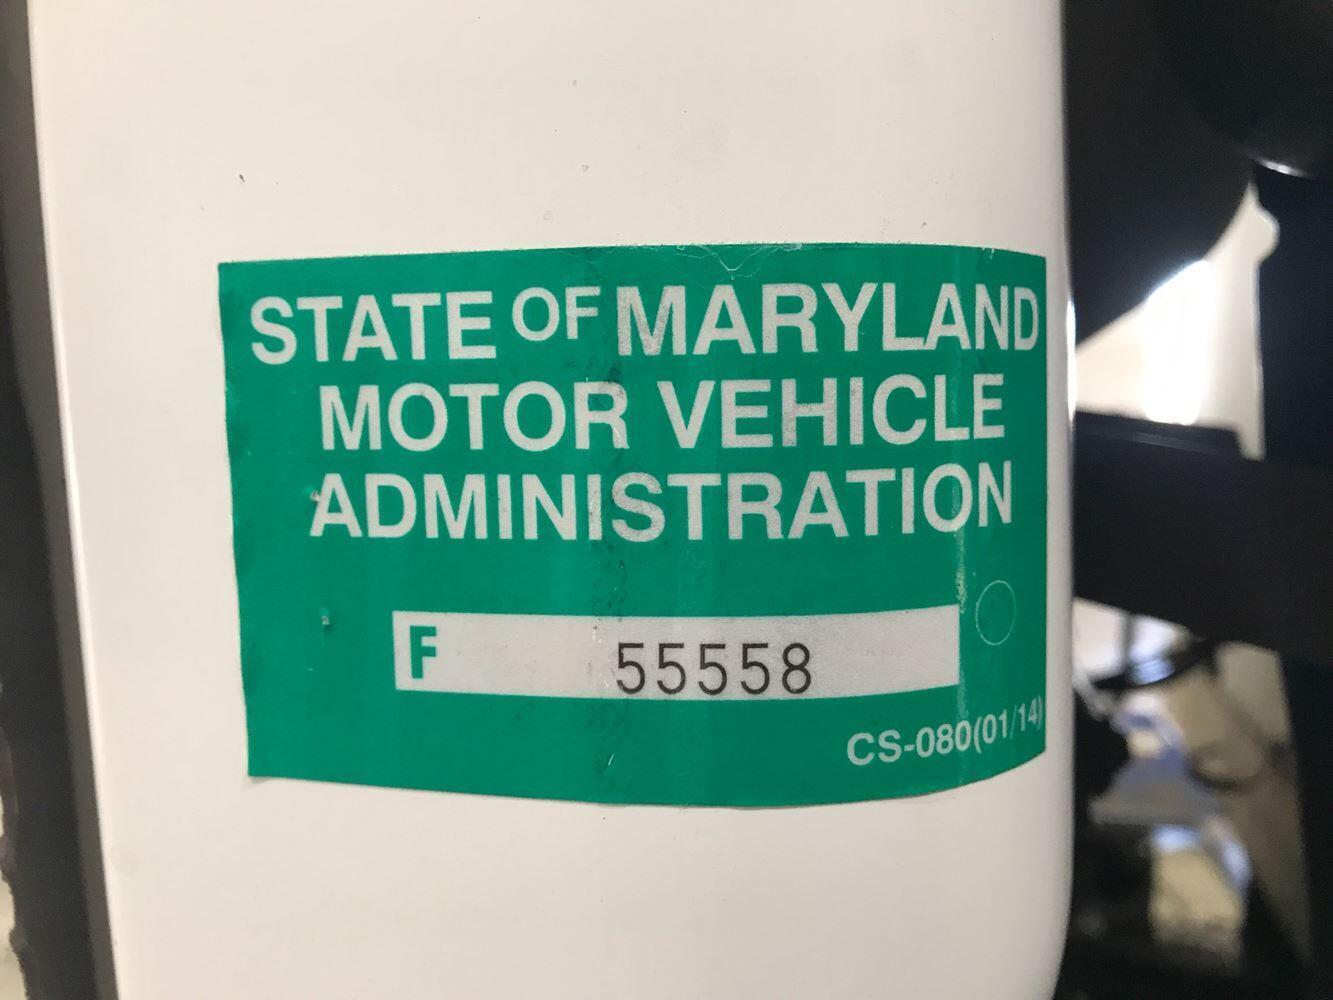 STATE OF MARYLAND
MOTOR VEHICLE
ADMINISTRATION
F 55558
CS-080(01/14)